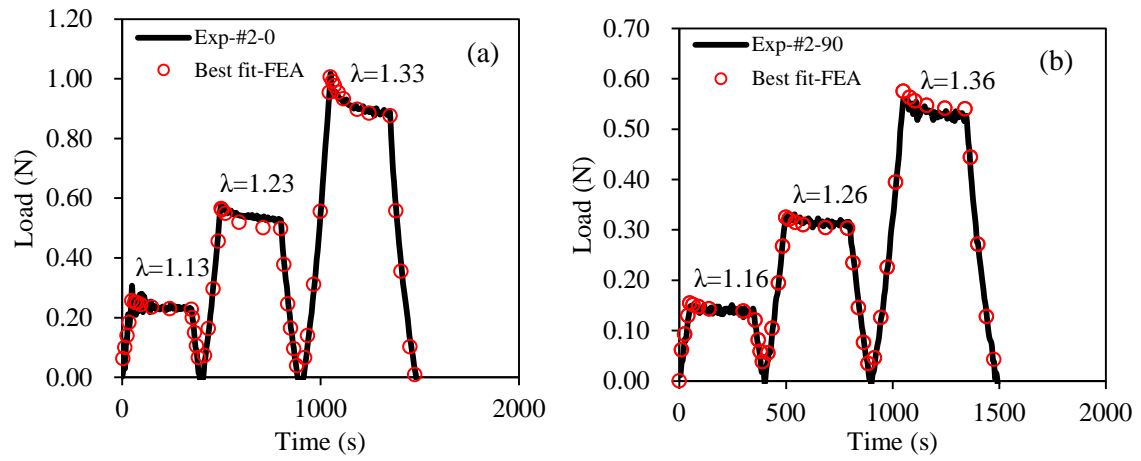 1.20
1.00
0.80
0.60
0.40
0.20
0.00
Load (N)
Exp-#2-0
Best fit-FEA
(a)
λ=1.13
λ=1.23
λ=1.33
0
1000
2000
Time (s)
0.70
0.60
0.50
0.40
0.30
0.20
0.10
0.00
Load (N)
Exp-#2-90
Best fit-FEA
(b)
λ=1.16
λ=1.26
λ=1.36
0
500
1000
1500
2000
Time (s)